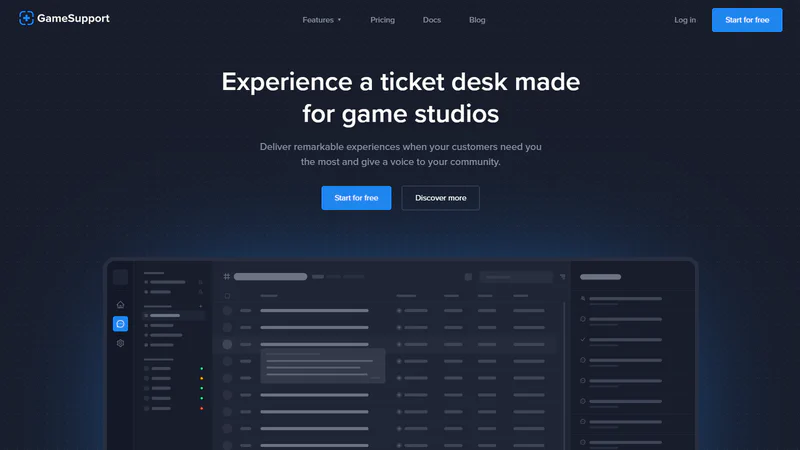 GameSupport
Features
Pricing
Docs
Blog
Log in
Start for free
Experience a ticket desk made
for game studios
Deliver remarkable experiences when your customers need you
the most and give a voice to your community.
Start for free
Discover more